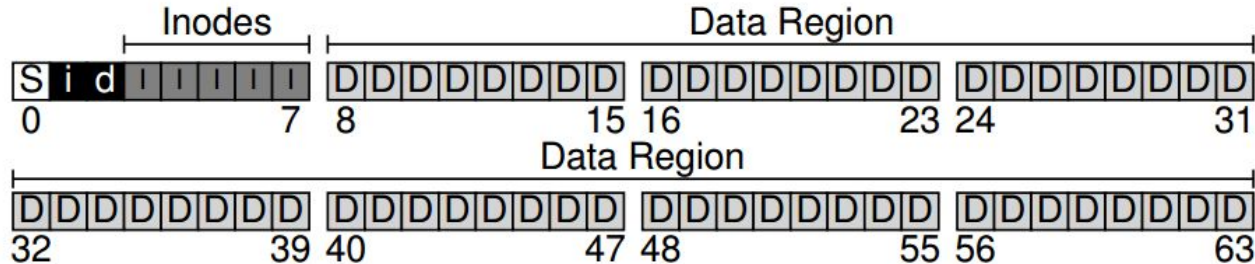 Inodes Data Region
S i d I I I I I D D D D D D D D D D D D D D D D D D D D D D D D
0 7 8 15 16 23 24 31
Data Region
D D D D D D D D D D D D D D D D D D D D D D D D D D D D D D D D
32 39 40 47 48 55 56 63